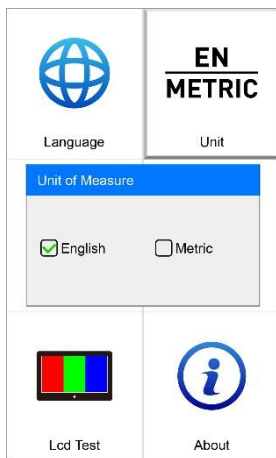 EN
METRIC
Language
Unit
Unit of Measure
English
Metric
Lcd Test
About